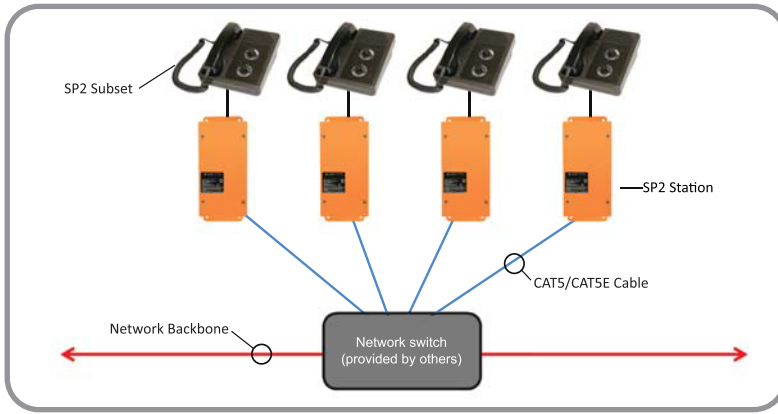 SP2 Subset
SP2 Station
CAT5/CAT5E Cable
Network Backbone
Network switch
(provided by others)